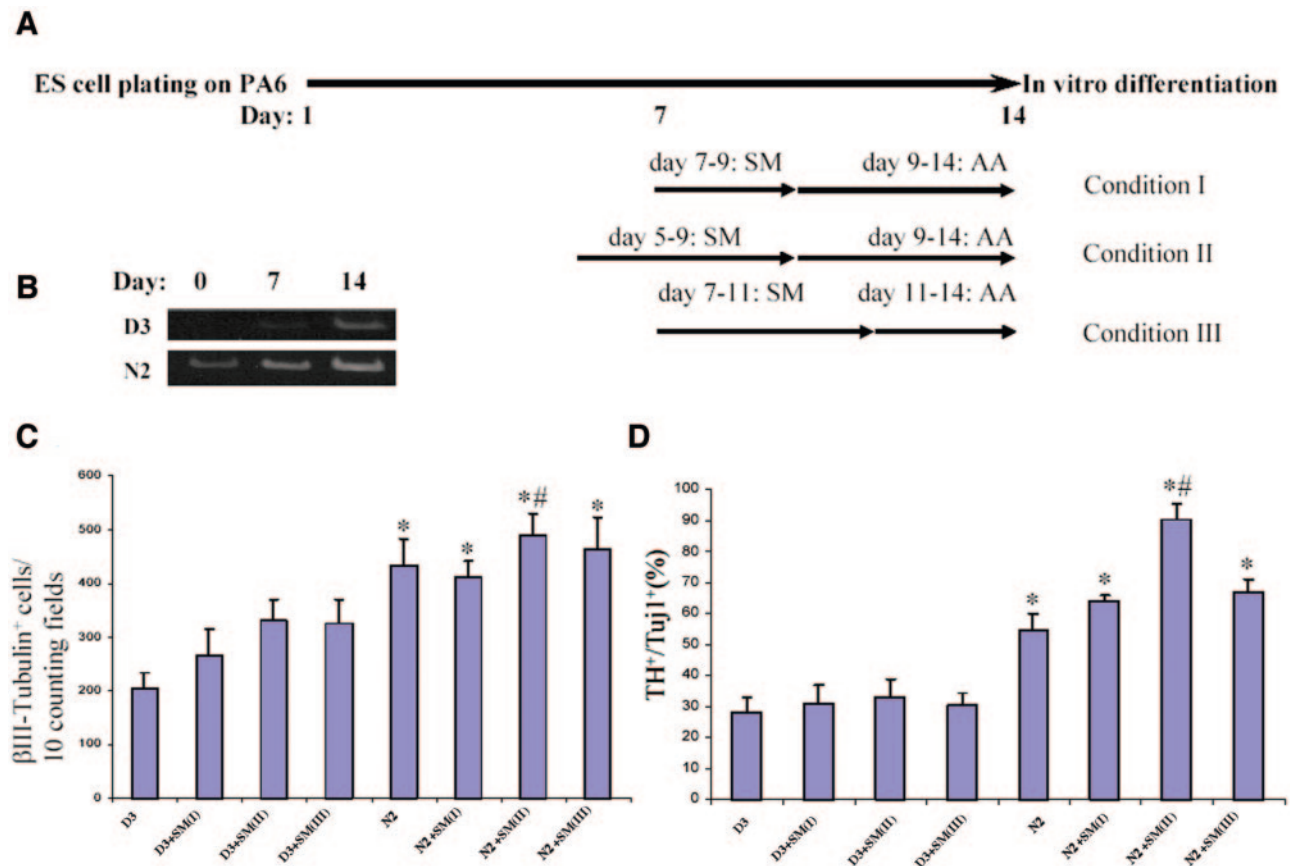 A
ES cell plating on PA6 In vitro differentiation
Day: 1 7 14
day 7-9: SM day 9-14: AA Condition I
day 5-9: SM day 9-14: AA Condition II
day 7-11: SM day 11-14: AA Condition III
B
Day: 0 7 14
D3
N2
C
βIII-Tubulin⁺ cells/
10 counting fields
600
500
400
300
200
100
0
* * *# *
D3 D3+SM(I) D3+SM(II) D3+SM(III) N2 N2+SM(I) N2+SM(II) N2+SM(III)
D
TH⁺/Tuj1⁺(%)
100
90
80
70
60
50
40
30
20
10
0
* * *# *
D3 D3+SM(I) D3+SM(II) D3+SM(III) N2 N2+SM(I) N2+SM(II) N2+SM(III)